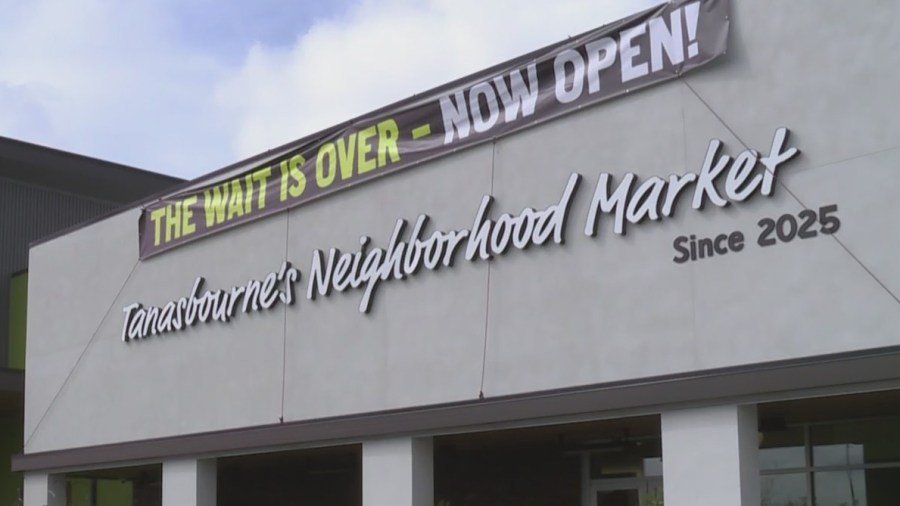 THE WAIT IS OVER - NOW OPEN!
Tanasbourne's Neighborhood Market
Since 2025